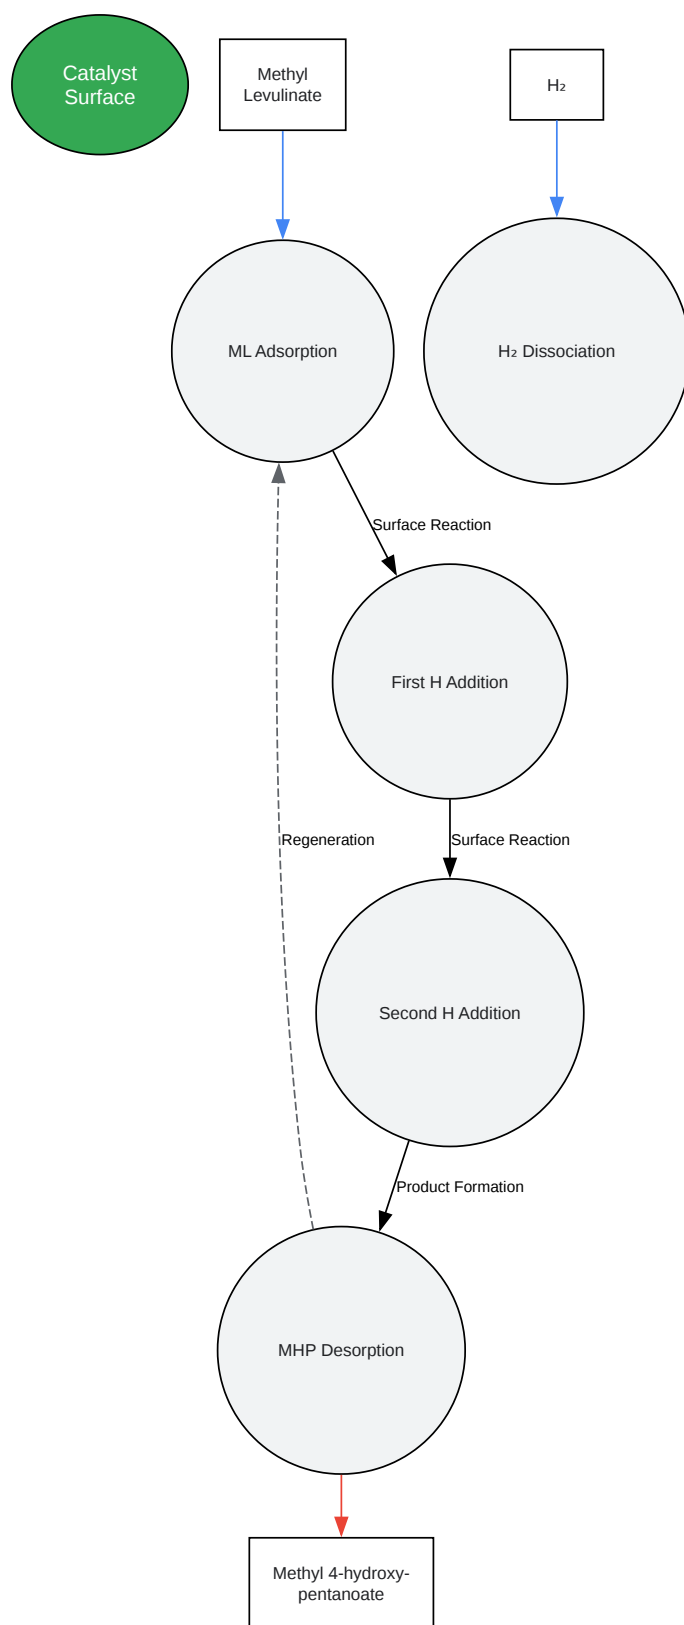 Catalyst
Surface
Methyl
Levulinate
H₂
ML Adsorption
H₂ Dissociation
Surface Reaction
First H Addition
Regeneration
Surface Reaction
Second H Addition
Product Formation
MHP Desorption
Methyl 4-hydroxy-
pentanoate